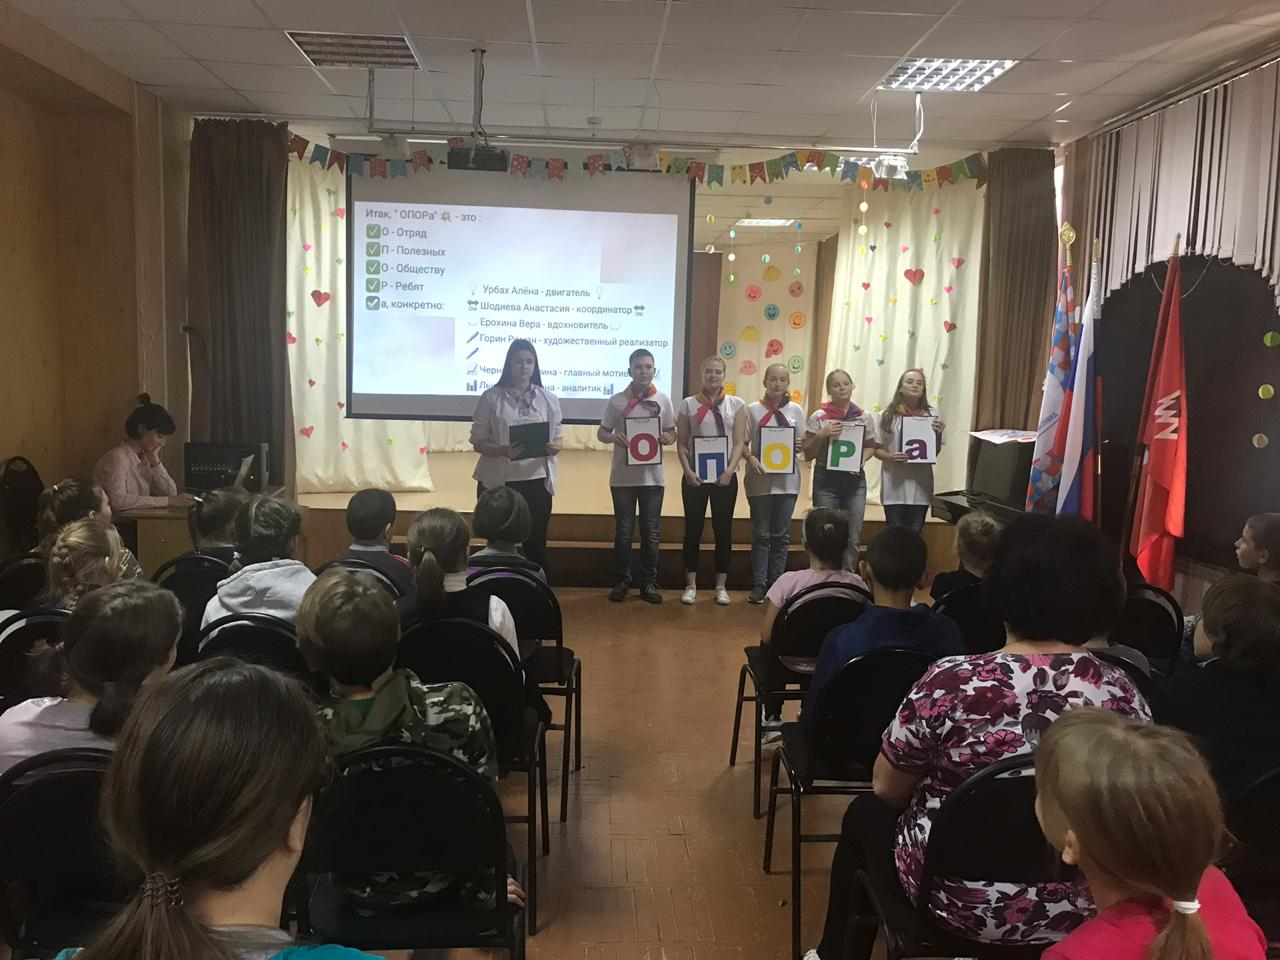 Итак, " ОПОРа" 💥 - это :
✅О - Отряд
✅П - Полезных
✅О - Обществу
✅Р - Ребят
☑а, конкретно:
Урбах Алёна - двигатель
Шодиева Анастасия - координатор
Ерохина Вера - вдохновитель
Горин - художественный реализатор
- главный
- аналитик
О П О Р а